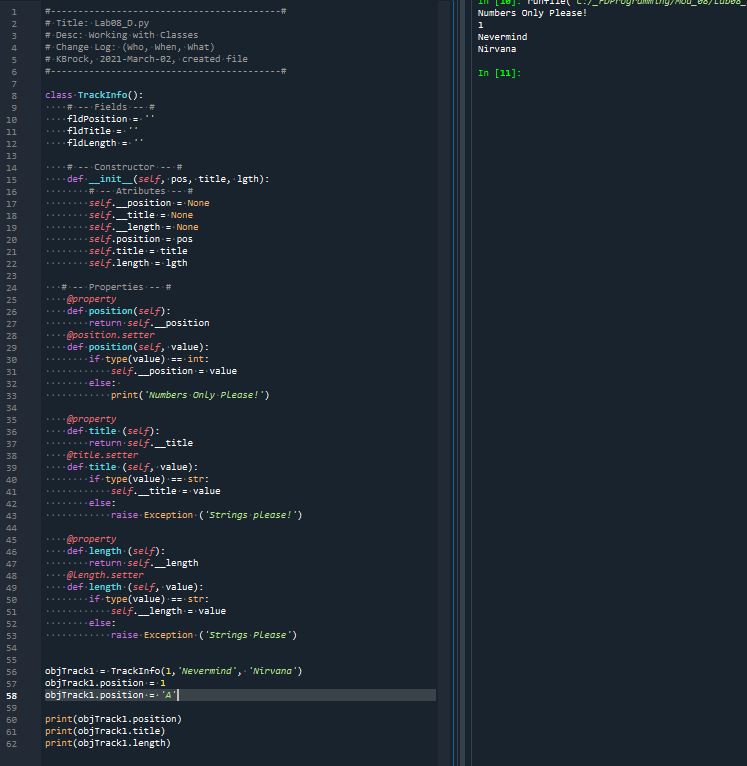 #------------------------------------------#
# Title: Lab08_D.py
# Desc: Working with Classes
# Change Log: (Who, When, What)
# KBrock, 2021-March-02, created file
#------------------------------------------#

class TrackInfo():
    # -- Fields -- #
    fldPosition = ''
    fldTitle = ''
    fldLength = ''

    # -- Constructor -- #
    def __init__(self, pos, title, lgth):
        # -- Atributes -- #
        self.__position = None
        self.__title = None
        self.__length = None
        self.position = pos
        self.title = title
        self.length = lgth

   # -- Properties -- #
    @property
    def position(self):
        return self.__position
    @position.setter
    def position(self, value):
        if type(value) == int:
            self.__position = value
        else:
            print('Numbers Only Please!')

    @property
    def title (self):
        return self.__title
    @title.setter
    def title (self, value):
        if type(value) == str:
            self.__title = value
        else:
            raise Exception ('Strings please!')

    @property
    def length (self):
        return self.__length
    @length.setter
    def length (self, value):
        if type(value) == str:
            self.__length = value
        else:
            raise Exception ('Strings Please')


objTrack1 = TrackInfo(1,'Nevermind', 'Nirvana')
objTrack1.position = 1
objTrack1.position = 'A'

print(objTrack1.position)
print(objTrack1.title)
print(objTrack1.length)

In [10]: runfile('C:/_FDProgramming/Mod_08/Lab08_
Numbers Only Please!
1
Nevermind
Nirvana

In [11]: